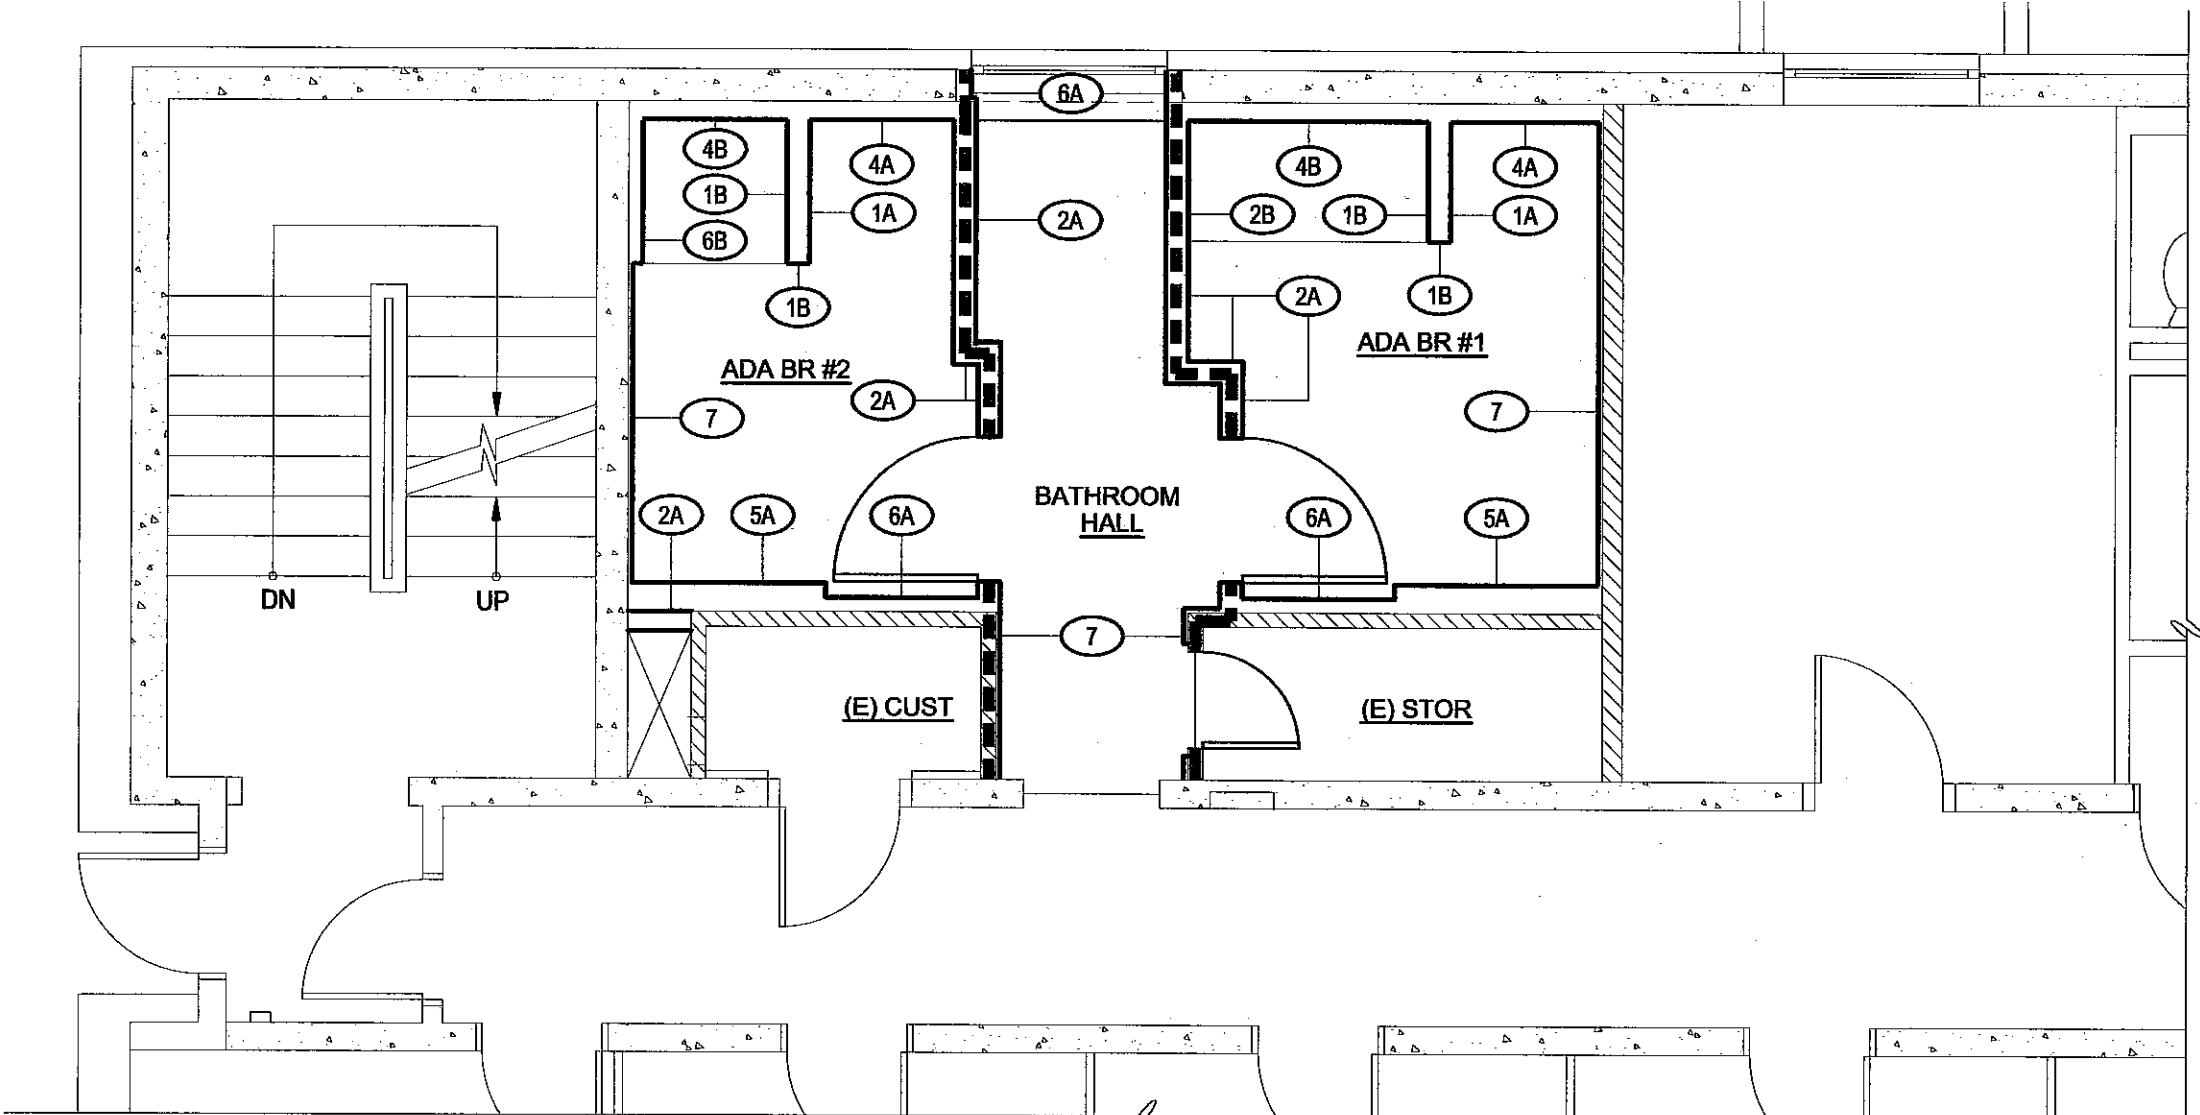 6A
4B
4A
4B
4A
1B
1A
2A
2B
1B
1A
6B
1B
2A
1B
ADA BR #1
ADA BR #2
2A
7
7
BATHROOM
HALL
2A
5A
6A
6A
5A
DN
UP
7
(E) CUST
(E) STOR